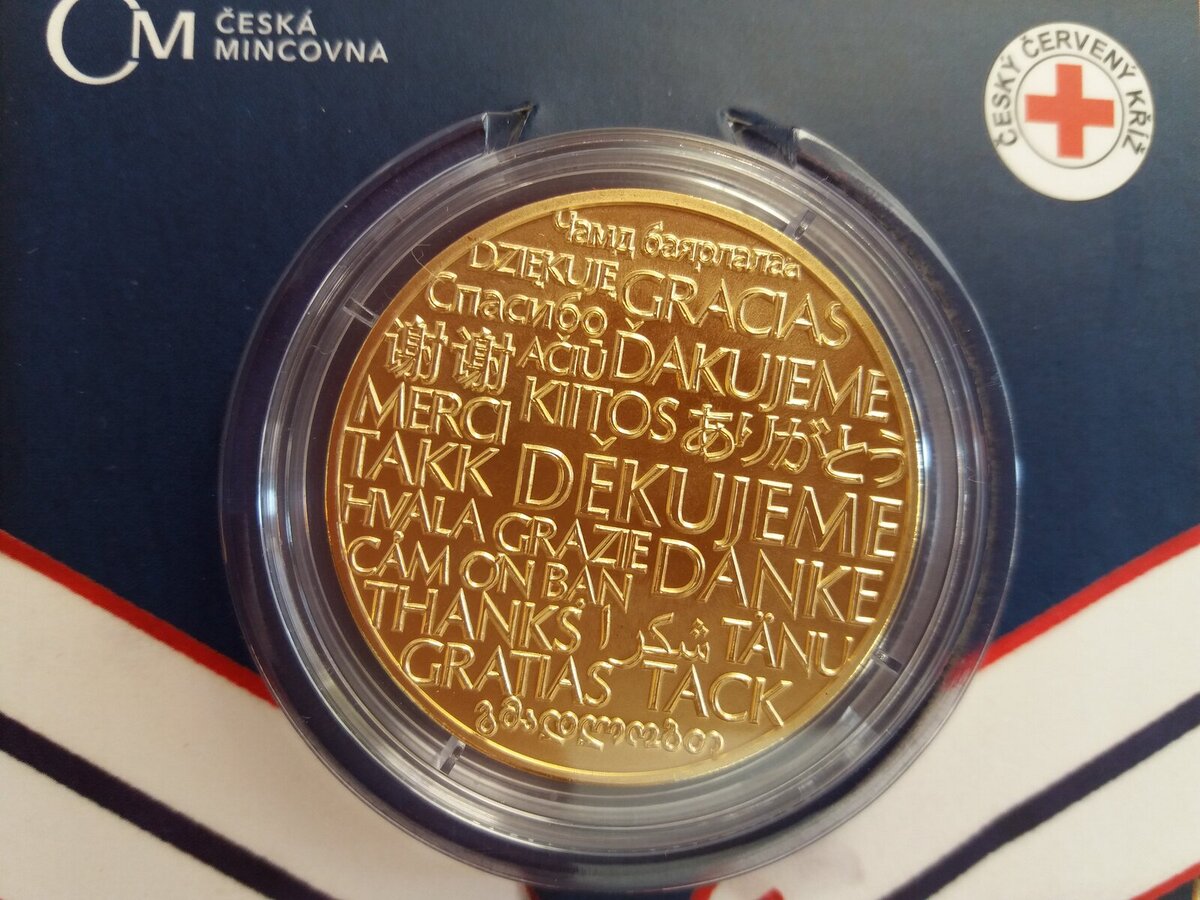 ČM ČESKÁ
MINCOVNA
ČESKÝ ČERVENÝ KŘÍŽ
Чамд баярлалаа
DZIĘKUJĘ GRACIAS
Спасибо
谢谢 AČIŪ ĎAKUJEME
MERCI KIITOS ありがとう
TAKK DĚKUJEME
HVALA GRAZIE DANKE
CẢM ƠN BẠN
THANKS شكرا TÄNU
GRATIAS TACK
გმადლობთ